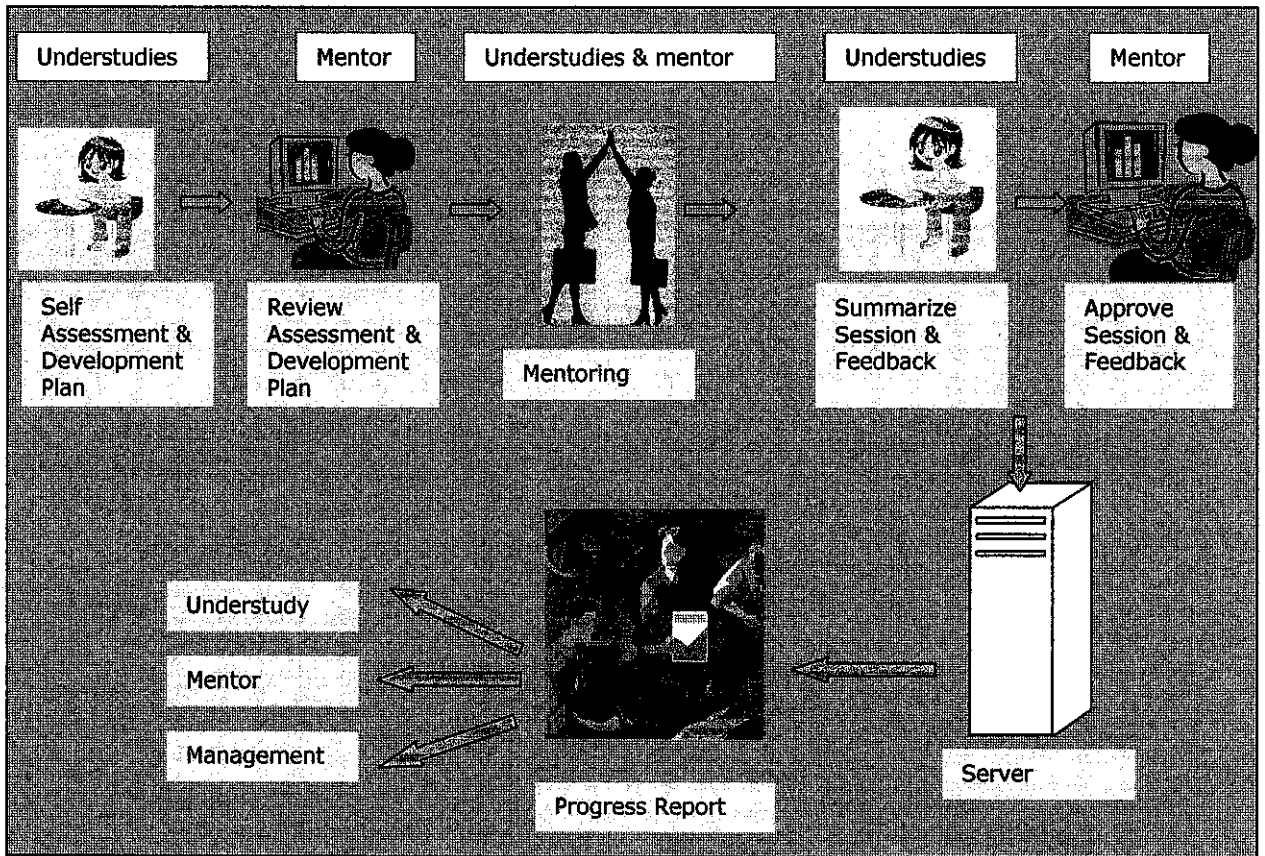 Understudies
Mentor
Understudies & mentor
Understudies
Mentor
Self
Assessment &
Development
Plan
Review
Assessment &
Development
Plan
Mentoring
Summarize
Session &
Feedback
Approve
Session &
Feedback
Understudy
Mentor
Management
Progress Report
Server